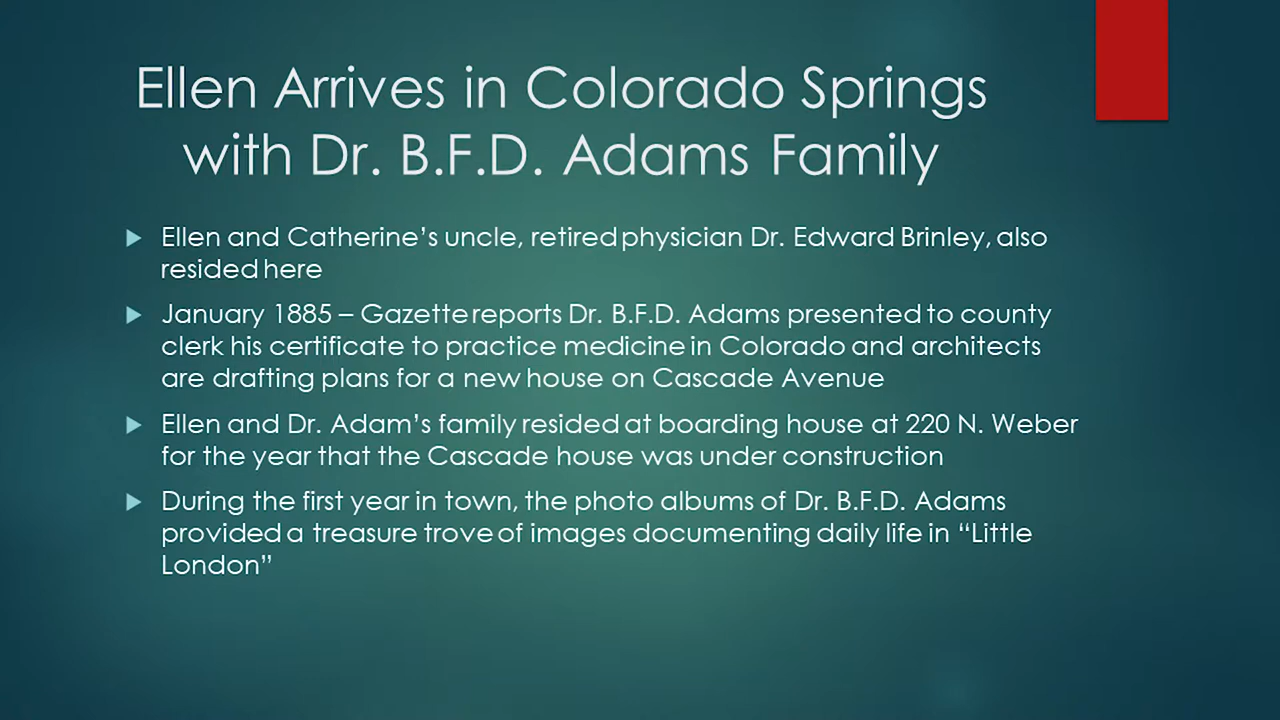 Ellen Arrives in Colorado Springs
with Dr. B.F.D. Adams Family
Ellen and Catherine’s uncle, retired physician Dr. Edward Brinley, also
resided here
January 1885 – Gazette reports Dr. B.F.D. Adams presented to county
clerk his certificate to practice medicine in Colorado and architects
are drafting plans for a new house on Cascade Avenue
Ellen and Dr. Adam’s family resided at boarding house at 220 N. Weber
for the year that the Cascade house was under construction
During the first year in town, the photo albums of Dr. B.F.D. Adams
provided a treasure trove of images documenting daily life in “Little
London”